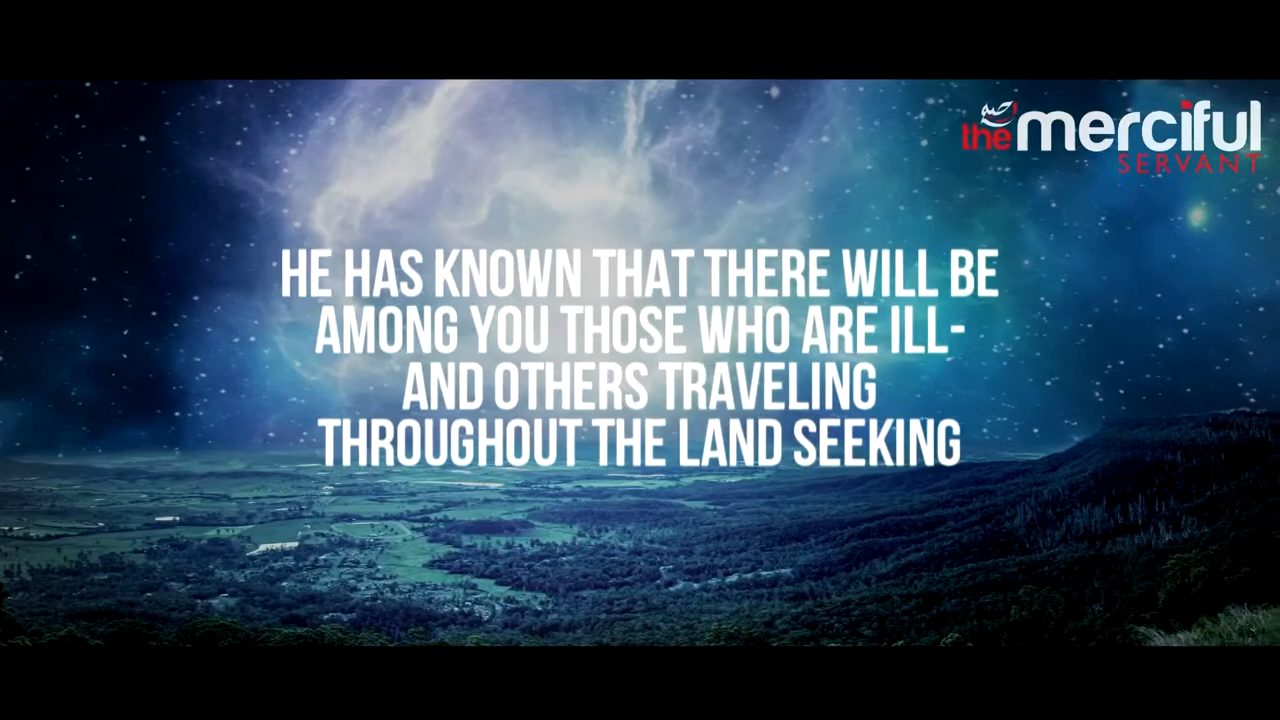 the merciful
SERVANT
HE HAS KNOWN THAT THERE WILL BE
AMONG YOU THOSE WHO ARE ILL-
AND OTHERS TRAVELING
THROUGHOUT THE LAND SEEKING